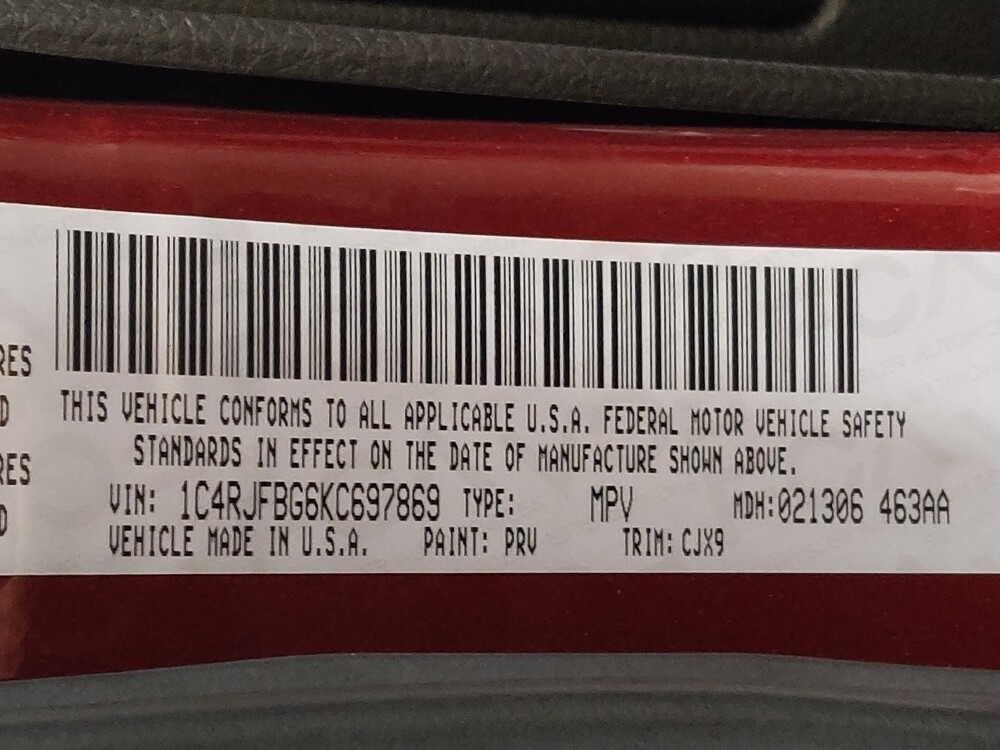 RES
D
RES
D
THIS VEHICLE CONFORMS TO ALL APPLICABLE U.S.A. FEDERAL MOTOR VEHICLE SAFETY
STANDARDS IN EFFECT ON THE DATE OF MANUFACTURE SHOWN ABOVE.
VIN: 1C4RJFBG6KC697869 TYPE: MPV MDH:021306 463AA
VEHICLE MADE IN U.S.A. PAINT: PRV TRIM: CJX9